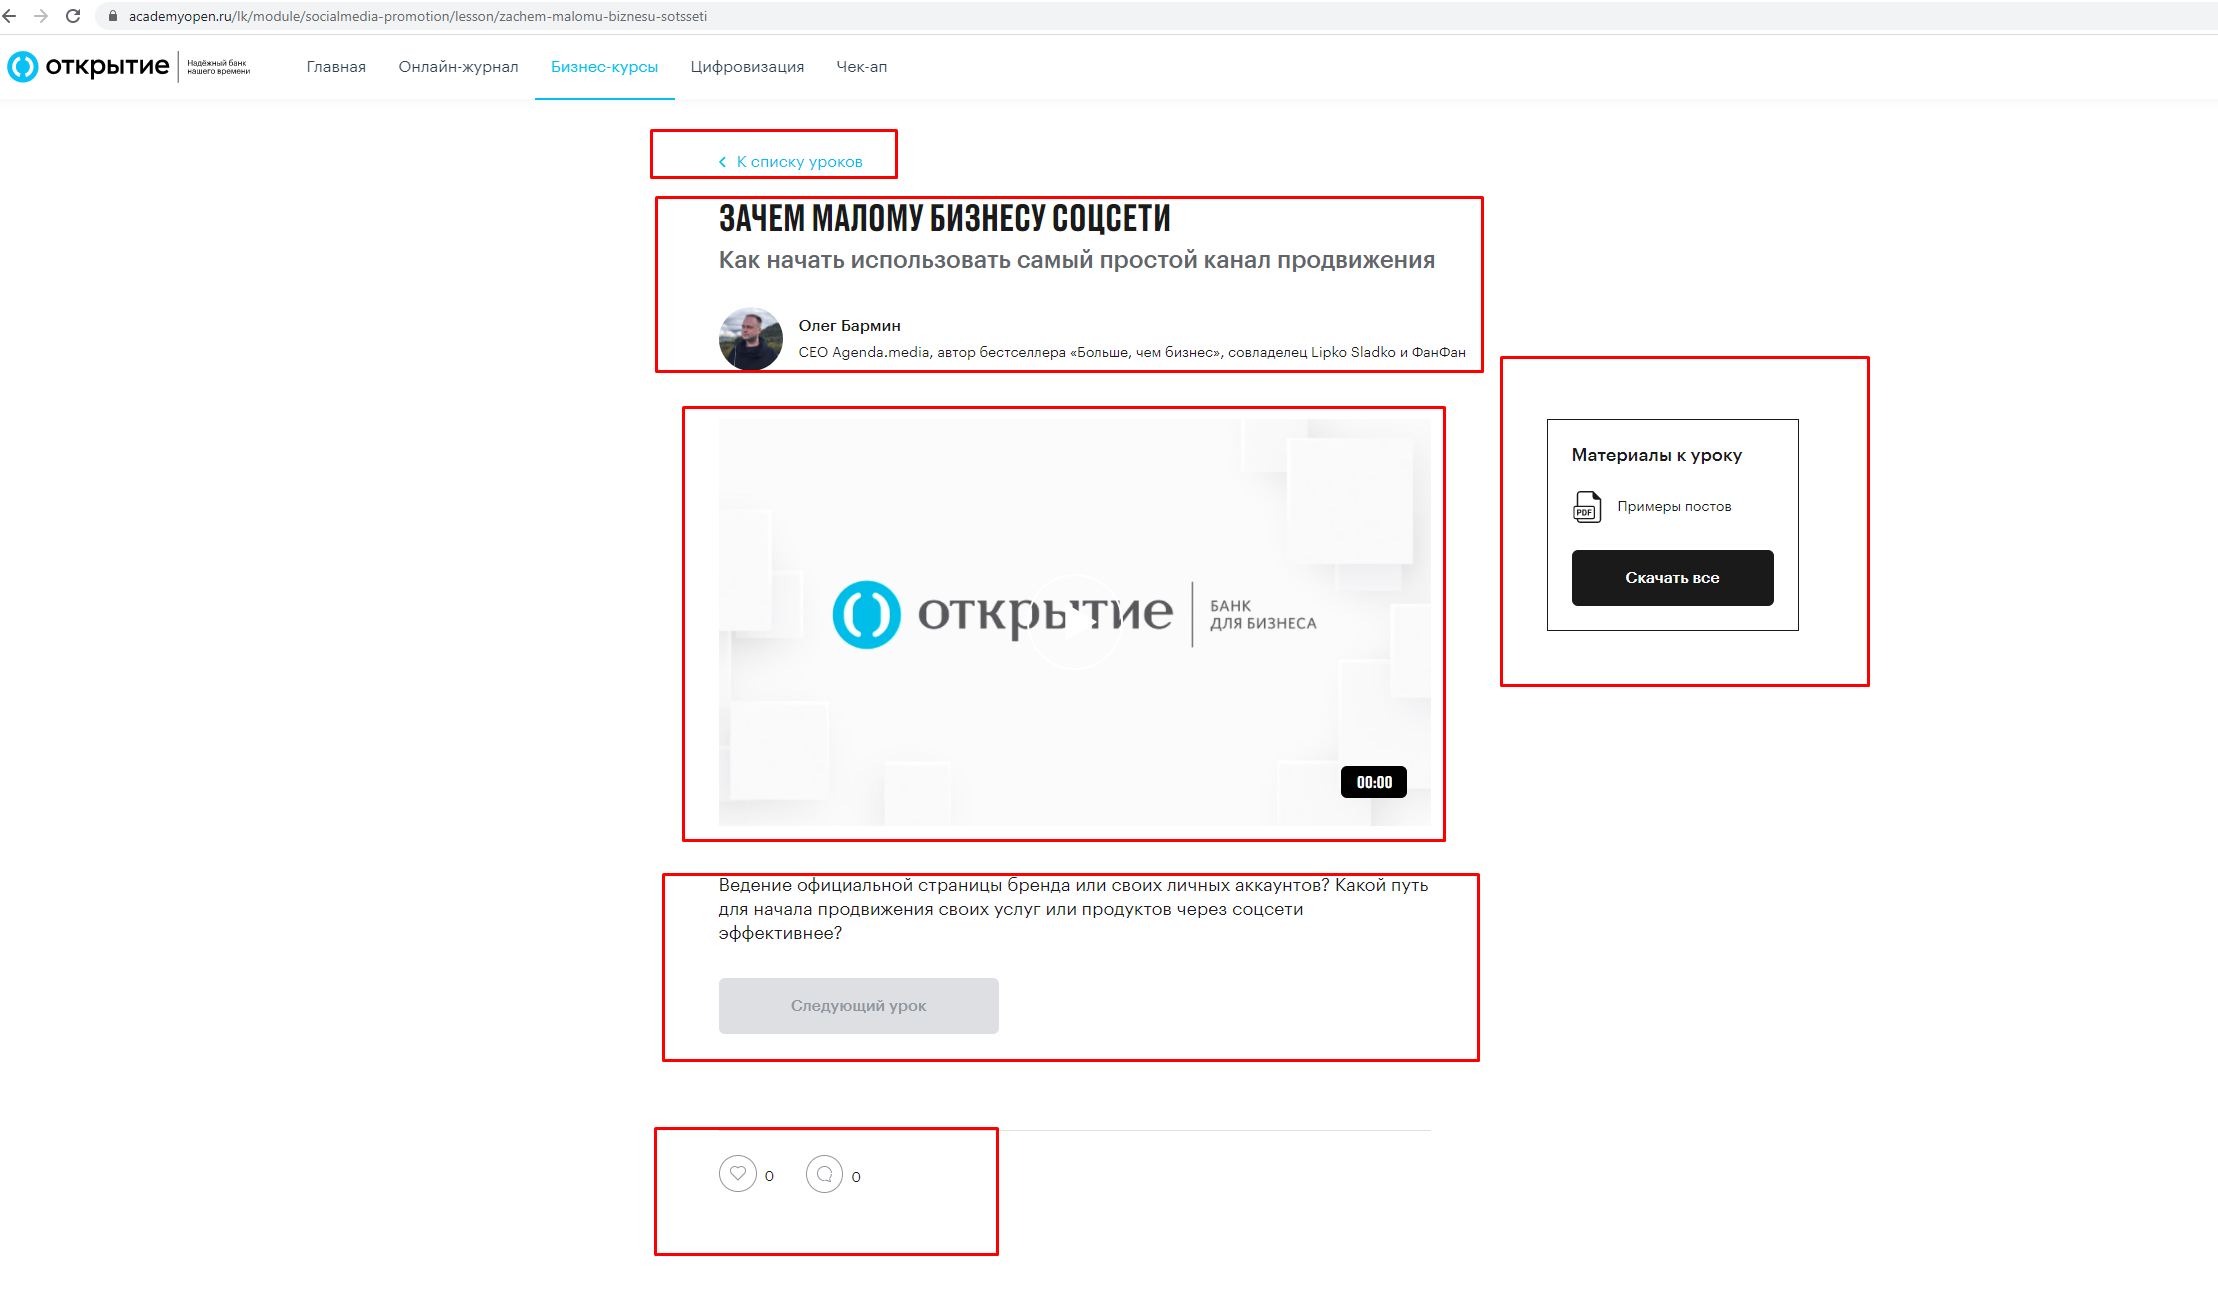 academyopen.ru/lk/module/socialmedia-promotion/lesson/zachem-malomu-biznesu-sotsseti
открытие
Надёжный банк
нашего времени
Главная
Онлайн-журнал
Бизнес-курсы
Цифровизация
Чек-ап
К списку уроков
ЗАЧЕМ МАЛОМУ БИЗНЕСУ СОЦСЕТИ
Как начать использовать самый простой канал продвижения
Олег Бармин
CEO Agenda.media, автор бестселлера «Больше, чем бизнес», совладелец Lipko Sladko и ФанФан
открытие
БАНК
ДЛЯ БИЗНЕСА
00:00
Материалы к уроку
PDF
Примеры постов
Скачать все
Ведение официальной страницы бренда или своих личных аккаунтов? Какой путь
для начала продвижения своих услуг или продуктов через соцсети
эффективнее?
Следующий урок
0
0